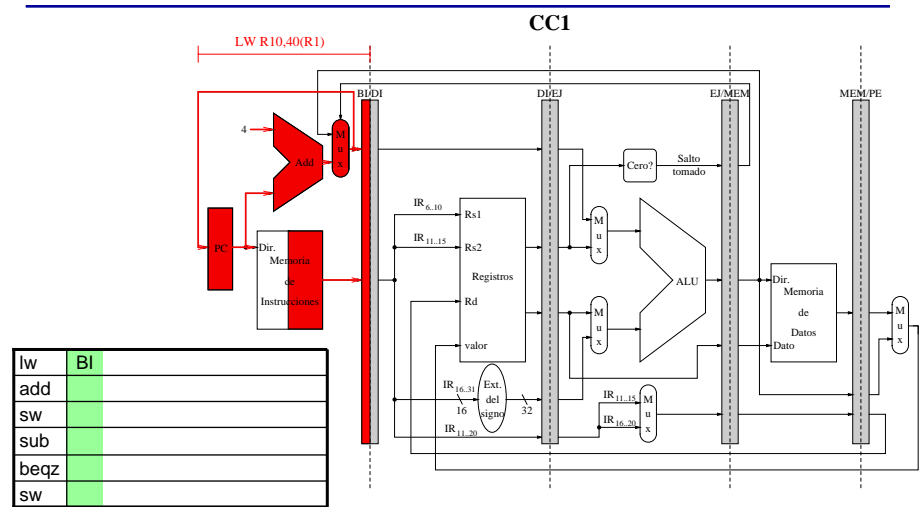 CC1
LW R10,40(R1)
BI/DI
DI/EJ
EJ/MEM
MEM/PE
4
Add
M
u
x
Cero?
Salto
tomado
PC
Dir.
Memoria
de
Instrucciones
IR6..10
IR11..15
Rs1
Rs2
Registros
Rd
valor
M
u
x
M
u
x
ALU
Dir.
Memoria
de
Datos
Dato
M
u
x
IR16..31
16
Ext.
del
signo
32
IR11..20
IR11..15
IR16..20
M
u
x
lw BI
add
sw
sub
beqz
sw